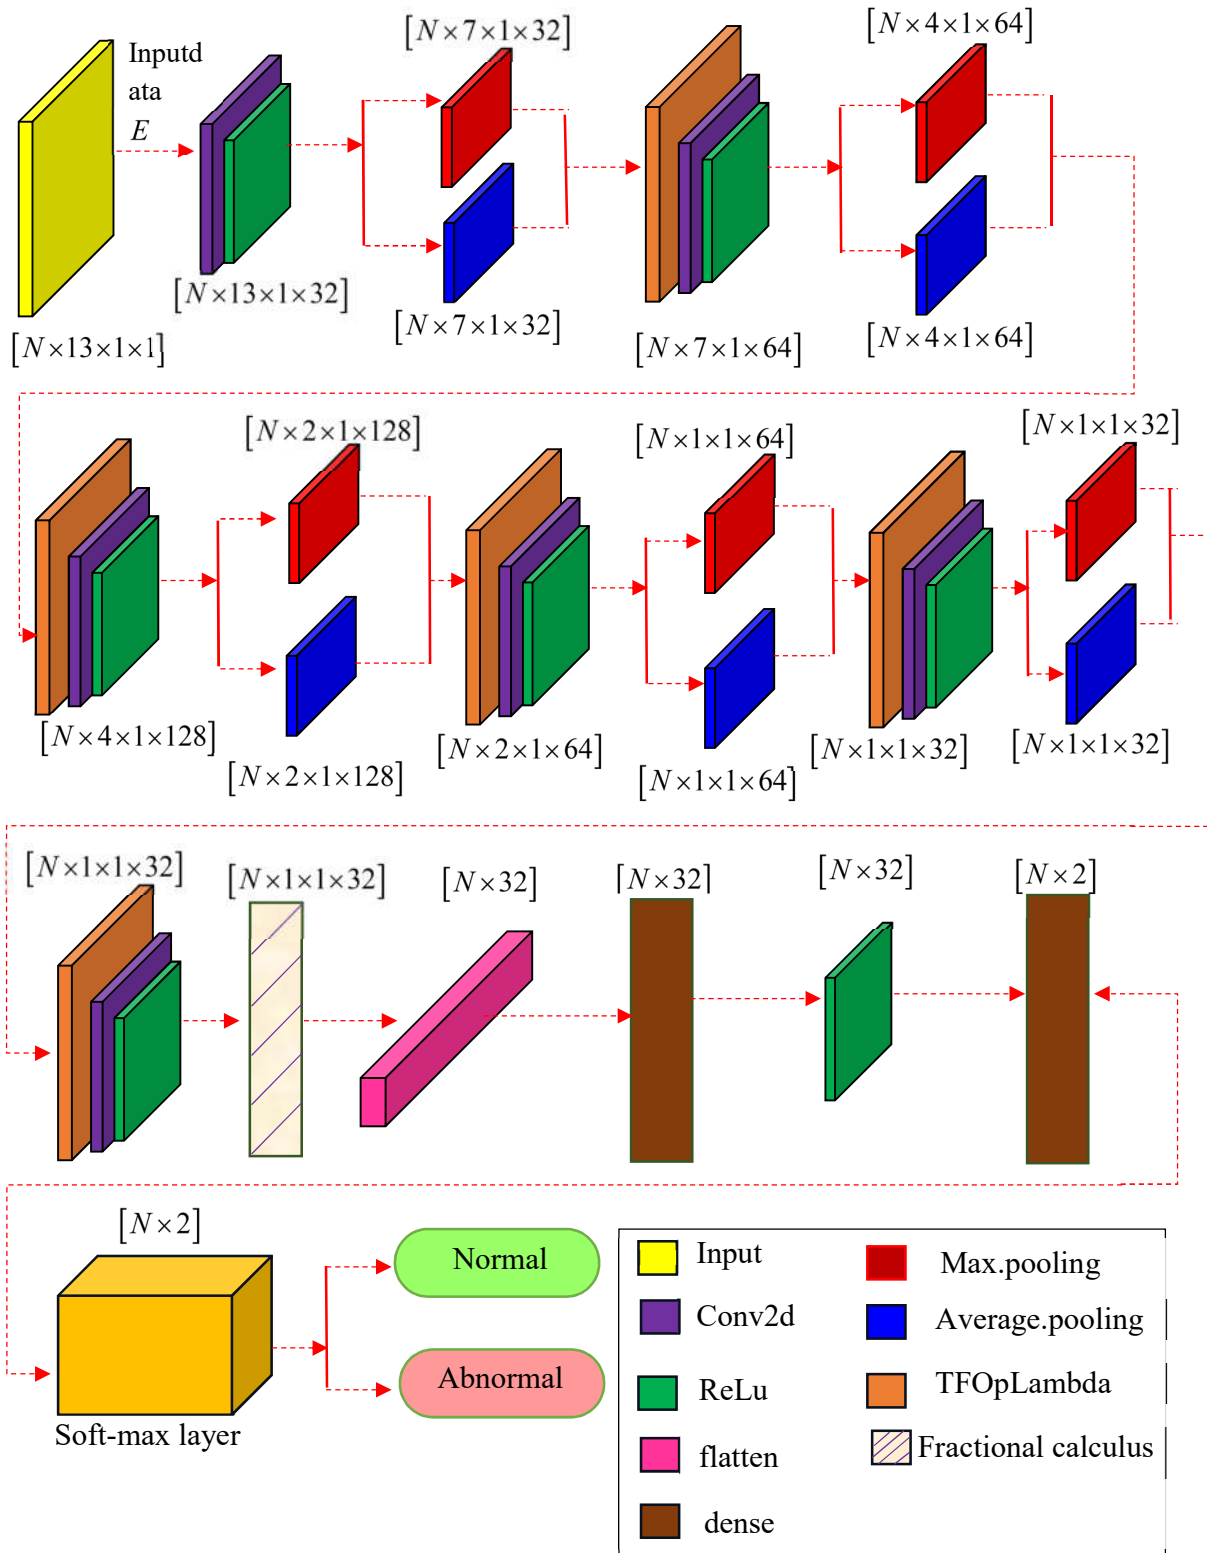 Inputd
ata
E
[N×13×1×1]
[N×13×1×32]
[N×7×1×32]
[N×7×1×32]
[N×7×1×64]
[N×4×1×64]
[N×4×1×64]
[N×4×1×128]
[N×2×1×128]
[N×2×1×128]
[N×2×1×64]
[N×1×1×64]
[N×1×1×64]
[N×1×1×32]
[N×1×1×32]
[N×1×1×32]
[N×1×1×32]
[N×1×1×32]
[N×32]
[N×32]
[N×32]
[N×2]
[N×2]
Soft-max layer
Normal
Abnormal
Input
Conv2d
ReLu
flatten
dense
Max.pooling
Average.pooling
TFOpLambda
Fractional calculus